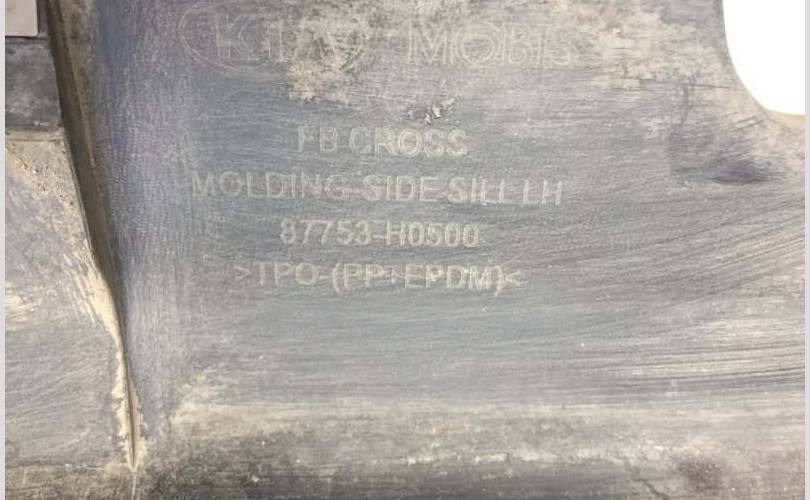 KIA MOBIS
FB CROSS
MOLDING-SIDE SILL LH
87753-H0500
>TPO-(PP+EPDM)<